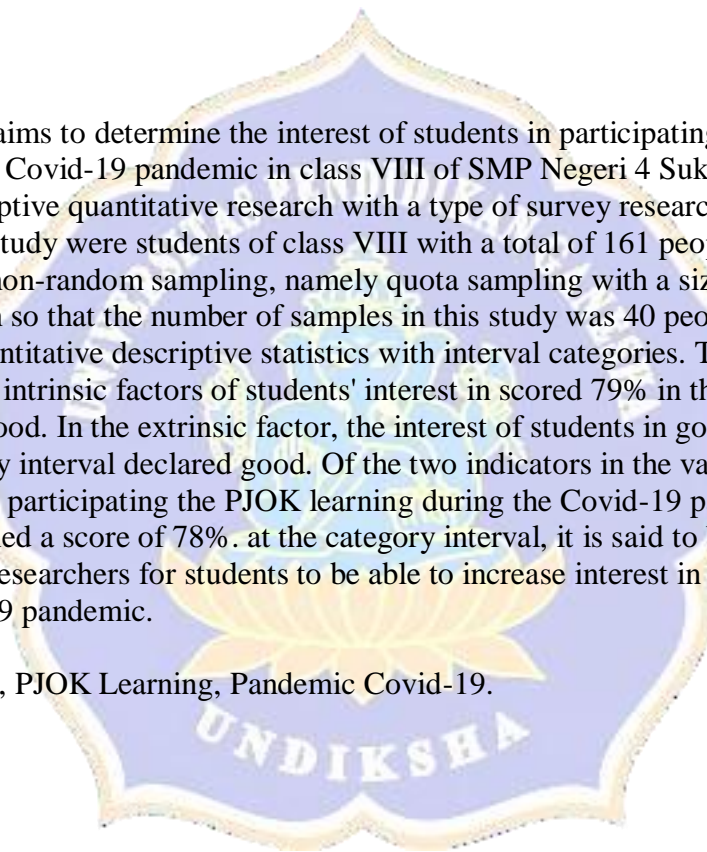 aims to determine the interest of students in participating
Covid-19 pandemic in class VIII of SMP Negeri 4 Suk
ptive quantitative research with a type of survey resear
tudy were students of class VIII with a total of 161 peop
non-random sampling, namely quota sampling with a siz
so that the number of samples in this study was 40 peo
ntitative descriptive statistics with interval categories. T
intrinsic factors of students' interest in scored 79% in th
ood. In the extrinsic factor, the interest of students in go
y interval declared good. Of the two indicators in the va
participating the PJOK learning during the Covid-19 p
ed a score of 78%. at the category interval, it is said to
esearchers for students to be able to increase interest in
9 pandemic.
, PJOK Learning, Pandemic Covid-19.
UNIVERSITAS PENDIDIKAN GANESHA
UNDIKSHA